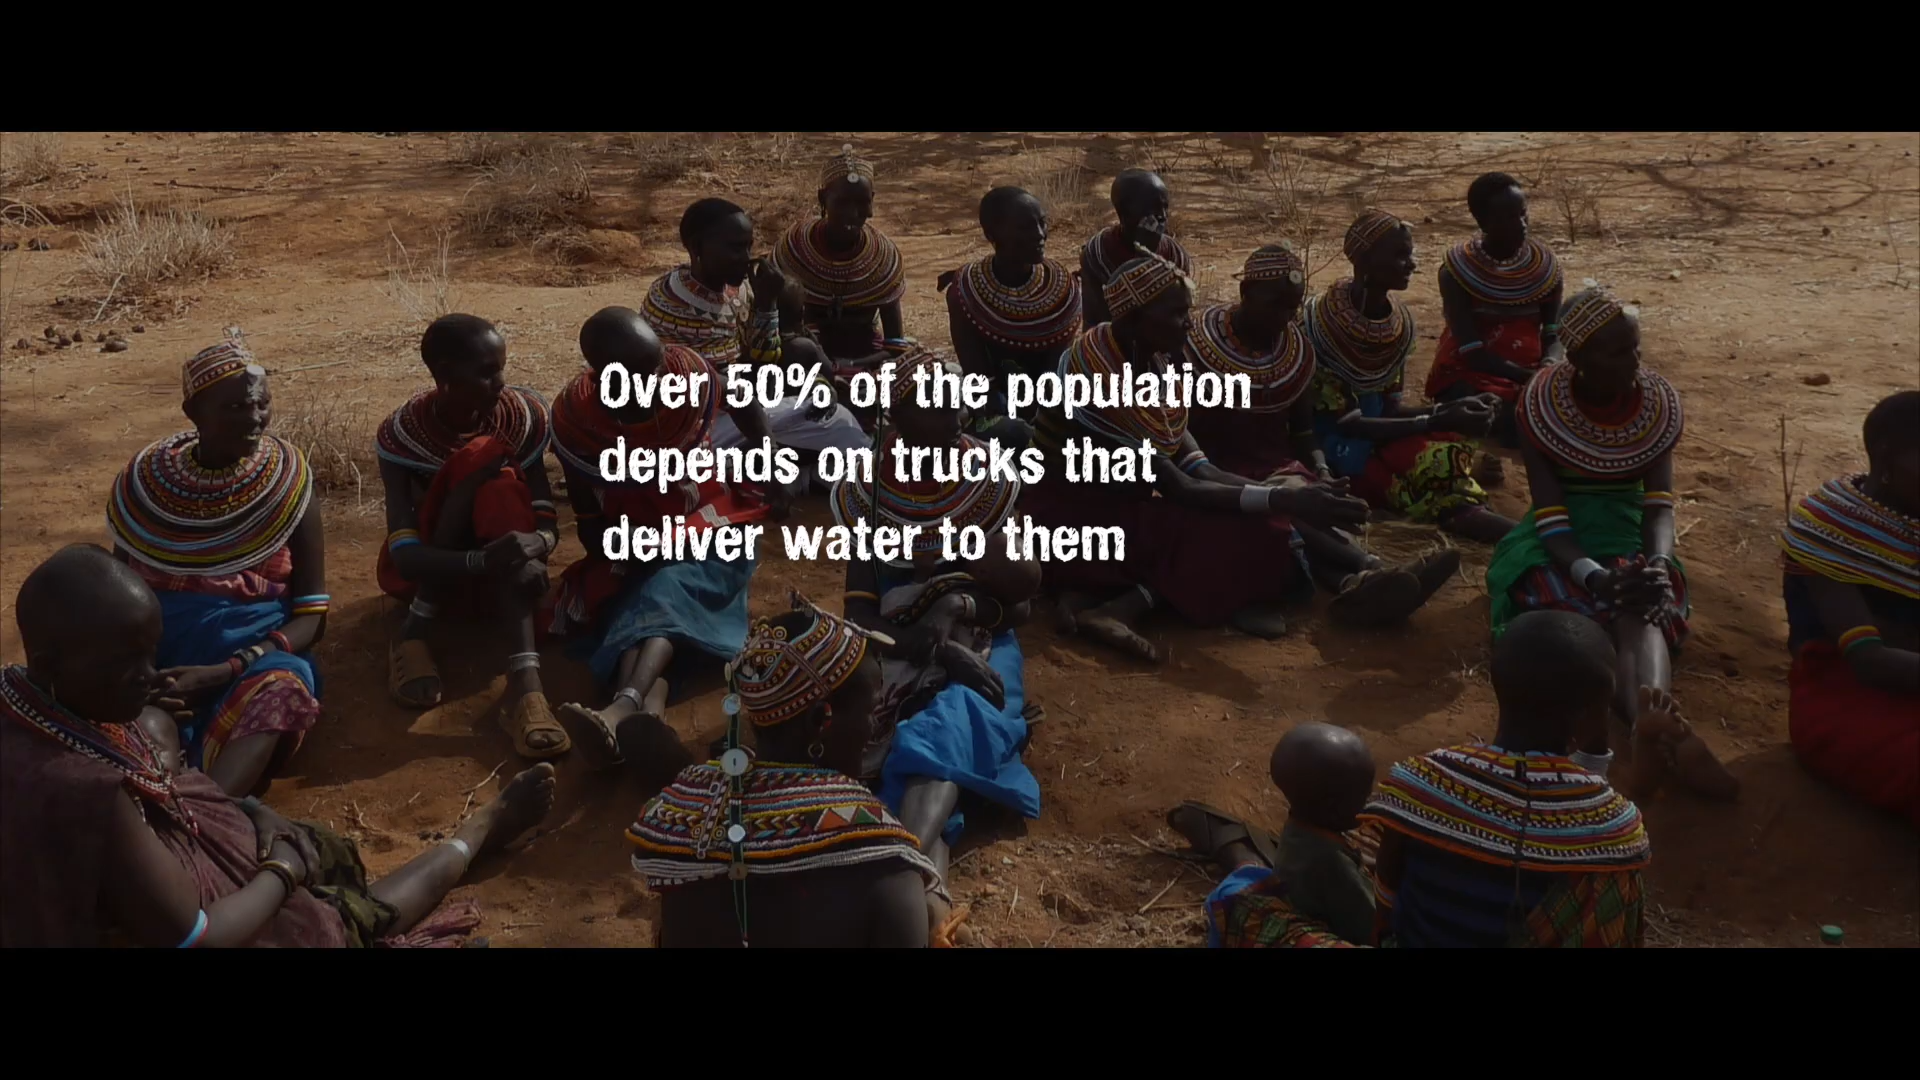 Over 50% of the population
depends on trucks that
deliver water to them